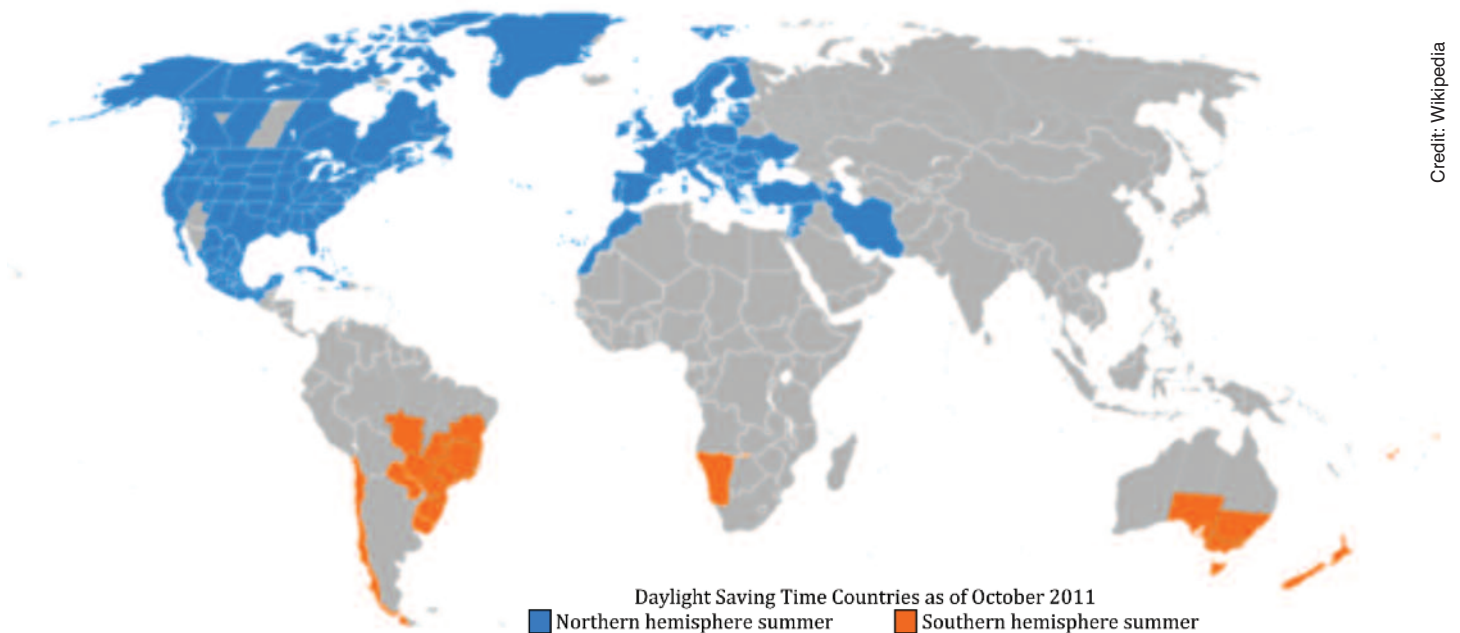 Credit: Wikipedia
Daylight Saving Time Countries as of October 2011
Northern hemisphere summer
Southern hemisphere summer